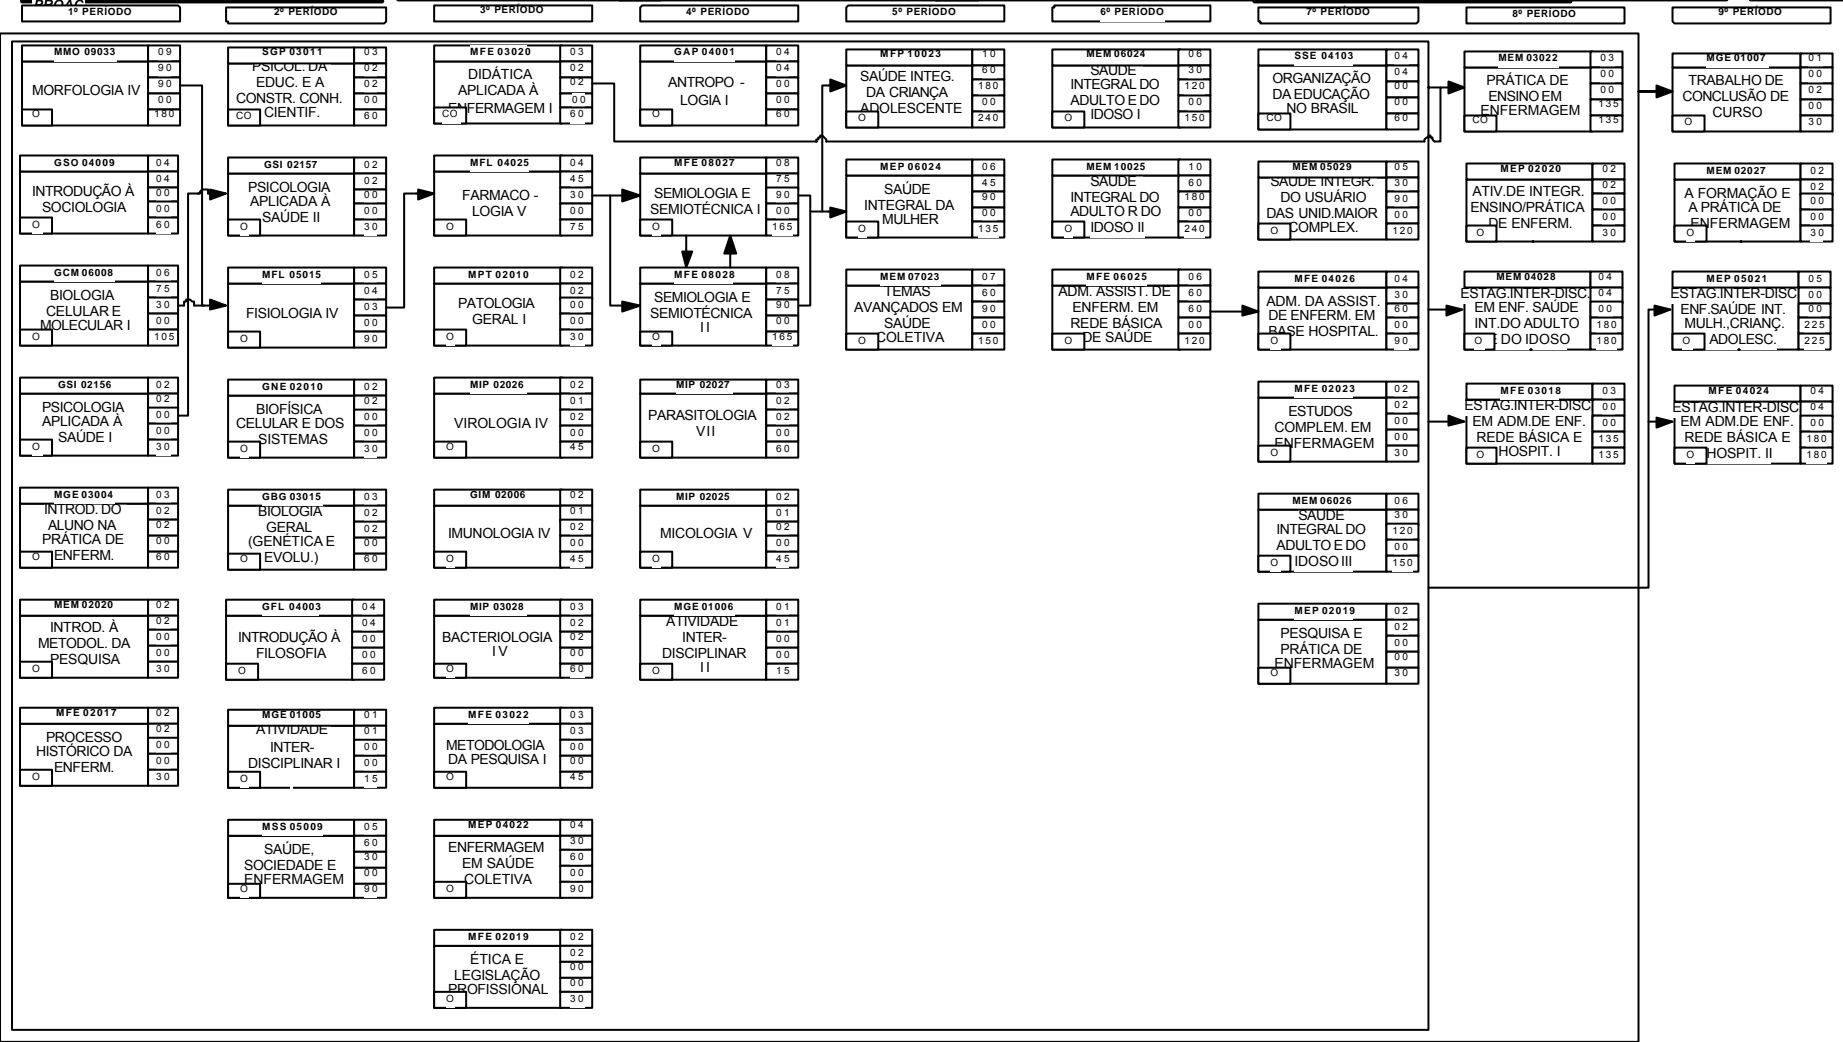 PROAC
1º PERÍODO
2º PERÍODO
3º PERÍODO
4º PERÍODO
5º PERÍODO
6º PERÍODO
7º PERÍODO
8º PERÍODO
9º PERÍODO
MMO 09033 09
90
MORFOLOGIA IV 90
00
O 180
GSO 04009 04
04
INTRODUÇÃO À 00
SOCIOLOGIA 00
O 60
GCM 06008 06
BIOLOGIA 75
CELULAR E 30
MOLECULAR I 00
O 105
GSI 02156 02
PSICOLOGIA 02
APLICADA À 00
SAÚDE I 00
O 30
MGE 03004 03
INTROD. DO 02
ALUNO NA 02
PRÁTICA DE 00
O ENFERM. 60
MEM 02020 02
INTROD. À 02
METODOL. DA 00
PESQUISA 00
O 30
MFE 02017 02
PROCESSO 02
HISTÓRICO DA 00
ENFERM. 00
O 30
SGP 03011 03
PSICOL. DA 02
EDUC. E A 02
CONSTR. CONH. 00
CO CIENTIF. 60
GSI 02157 02
PSICOLOGIA 02
APLICADA À 00
SAÚDE II 00
O 30
MFL 05015 05
04
FISIOLOGIA IV 03
00
O 90
GNE 02010 02
BIOFÍSICA 02
CELULAR E DOS 00
SISTEMAS 00
O 30
GBG 03015 03
BIOLOGIA 02
GERAL 02
(GENÉTICA E 00
O EVOLU.) 60
GFL 04003 04
04
INTRODUÇÃO À 00
FILOSOFIA 00
O 60
MGE 01005 01
ATIVIDADE 01
INTER- 00
DISCIPLINAR I 00
O 15
MSS 05009 05
SAÚDE, 60
SOCIEDADE E 30
ENFERMAGEM 00
O 90
MFE 03020 03
DIDÁTICA 02
APLICADA À 02
ENFERMAGEM I 00
CO 60
MFL 04025 04
45
FARMACO - 30
LOGIA V 00
O 75
MPT 02010 02
02
PATOLOGIA 00
GERAL I 00
O 30
MIP 02026 02
01
VIROLOGIA IV 02
00
O 45
GIM 02006 02
01
IMUNOLOGIA IV 02
00
O 45
MIP 03028 03
02
BACTERIOLOGIA 02
IV 00
O 60
MFE 03022 03
03
METODOLOGIA 00
DA PESQUISA I 00
O 45
MEP 04022 04
ENFERMAGEM 30
EM SAÚDE 60
COLETIVA 00
O 90
MFE 02019 02
ÉTICA E 02
LEGISLAÇÃO 00
PROFISSIONAL 00
O 30
GAP 04001 04
04
ANTROPO - 00
LOGIA I 00
O 60
MFE 08027 08
75
SEMIOLOGIA E 90
SEMIOTÉCNICA I 00
O 165
MFE 08028 08
SEMIOLOGIA E 75
SEMIOTÉCNICA 90
II 00
O 165
MIP 02027 03
02
PARASITOLOGIA 02
VII 00
O 60
MIP 02025 02
01
MICOLOGIA V 02
00
O 45
MGE 01006 01
ATIVIDADE 01
INTER- 00
DISCIPLINAR 00
O II 15
MFP 10023 10
SAÚDE INTEG. 60
DA CRIANÇA 180
ADOLESCENTE 00
O 240
MEP 06024 06
SAÚDE 45
INTEGRAL DA 90
MULHER 00
O 135
MEM 07023 07
TEMAS 60
AVANÇADOS EM 90
SAÚDE 00
O COLETIVA 150
MEM 06024 06
SAÚDE 30
INTEGRAL DO 120
ADULTO E DO 00
O IDOSO I 150
MEM 10025 10
SAÚDE 60
INTEGRAL DO 180
ADULTO R DO 00
O IDOSO II 240
MFE 06025 06
ADM. ASSIST. DE 60
ENFERM. EM 60
REDE BÁSICA 00
O DE SAÚDE 120
SSE 04103 04
04
ORGANIZAÇÃO 00
DA EDUCAÇÃO 00
NO BRASIL
CO 60
MEM 05029 05
SAÚDE INTEGR. 30
DO USUÁRIO 90
DAS UNID.MAIOR 00
O COMPLEX. 120
MFE 04026 04
ADM. DA ASSIST. 30
DE ENFERM. EM 60
BASE HOSPITAL. 00
O 90
MFE 02023 02
ESTUDOS 02
COMPLEM. EM 00
ENFERMAGEM 00
O 30
MEM 06026 06
SAÚDE 30
INTEGRAL DO 120
ADULTO E DO 00
O IDOSO III 150
MEP 02019 02
PESQUISA E 02
PRÁTICA DE 00
ENFERMAGEM 00
O 30
MEM 03022 03
PRÁTICA DE 00
ENSINO EM 00
ENFERMAGEM 135
CO 135
MEP 02020 02
ATIV.DE INTEGR. 02
ENSINO/PRÁTICA 00
DE ENFERM. 00
O 30
MEM 04028 04
ESTAG.INTER-DISC. 04
EM ENF. SAÚDE 00
INT.DO ADULTO 180
O E DO IDOSO 180
MFE 03018 03
ESTAG.INTER-DISC 00
EM ADM.DE ENF. 00
REDE BÁSICA E 135
O HOSPIT. I 135
MGE 01007 01
TRABALHO DE 00
CONCLUSÃO DE 02
CURSO 00
O 30
MEM 02027 02
A FORMAÇÃO E 02
A PRÁTICA DE 00
ENFERMAGEM 00
O 30
MEP 05021 05
ESTAG.INTER-DISC 00
ENF.SAÚDE INT. 00
MULH.,CRIANÇ. 225
O ADOLESC. 225
MFE 04024 04
ESTAG.INTER-DISC 04
EM ADM.DE ENF. 00
REDE BÁSICA E 180
O HOSPIT. II 180